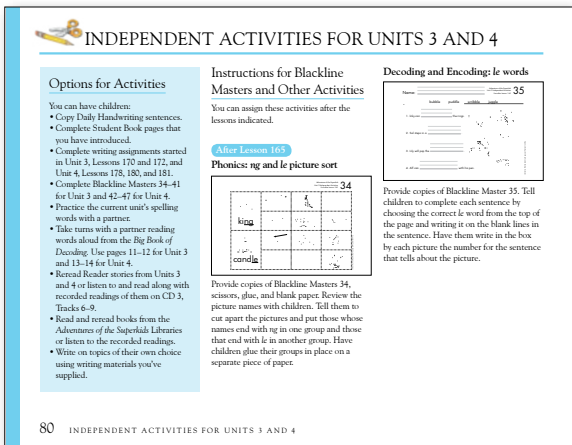 INDEPENDENT ACTIVITIES FOR UNITS 3 AND 4
Options for Activities
You can have children:
• Copy Daily Handwriting sentences.
• Complete Student Book pages that
you have introduced.
• Complete writing assignments started
in Unit 3, Lessons 170 and 172, and
Unit 4, Lessons 178, 180, and 181.
• Complete Blackline Masters 34–41
for Unit 3 and 42–47 for Unit 4.
• Practice the current unit's spelling
words with a partner.
• Take turns with a partner reading
words aloud from the Big Book of
Decoding. Use pages 11–12 for Unit 3
and 13–14 for Unit 4.
• Reread Reader stories from Units 3
and 4 or listen to and read along with
recorded readings of them on CD 3,
Tracks 6–9.
• Read and reread books from the
Adventures of the Superkids Libraries
or listen to the recorded readings.
• Write on topics of their own choice
using writing materials you've
supplied.
Instructions for Blackline
Masters and Other Activities
You can assign these activities after the
lessons indicated.
After Lesson 165
Phonics: ng and le picture sort
34
king
candle
Provide copies of Blackline Masters 34,
scissors, glue, and blank paper. Review the
picture names with children. Tell them to
cut apart the pictures and put those whose
names end with ng in one group and those
that end with le in another group. Have
children glue their groups in place on a
separate piece of paper.
Decoding and Encoding: le words
Name
35
Provide copies of Blackline Master 35. Tell
children to complete each sentence by
choosing the correct le word from the top of
the page and writing it on the blank lines in
the sentence. Have them write in the box
by each picture the number for the sentence
that tells about the picture.
80 INDEPENDENT ACTIVITIES FOR UNITS 3 AND 4